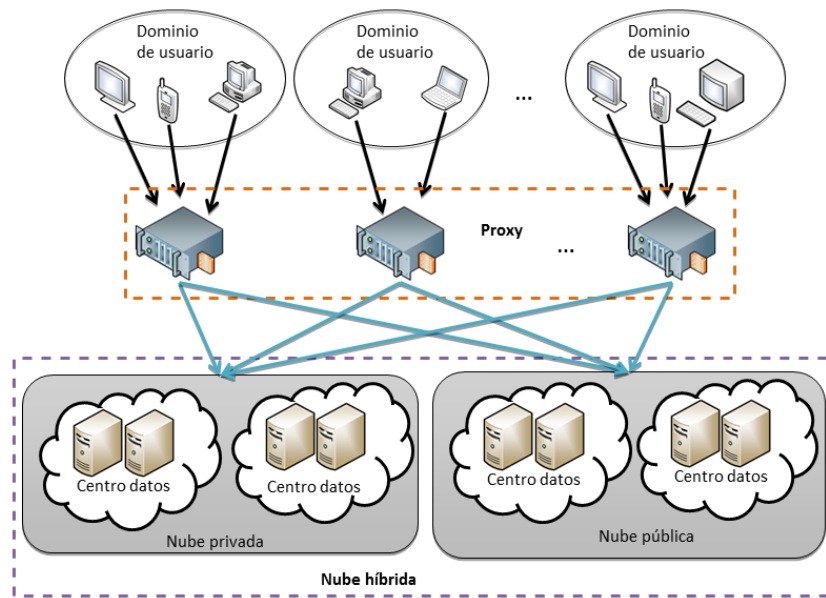 Dominio
de usuario
Dominio
de usuario
...
Dominio
de usuario
Proxy
...
Centro datos
Centro datos
Centro datos
Centro datos
Nube privada
Nube pública
Nube híbrida